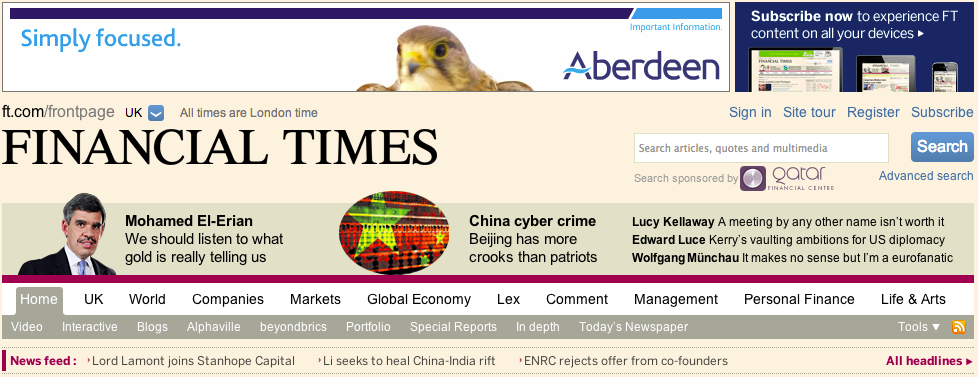 Simply focused.
Important Information.
Aberdeen
Subscribe now to experience FT
content on all your devices ▸
ft.com/frontpage UK All times are London time
Sign in Site tour Register Subscribe
FINANCIAL TIMES
Search articles, quotes and multimedia
Search
Search sponsored by
Qatar
FINANCIAL CENTRE
Advanced search
Mohamed El-Erian
We should listen to what
gold is really telling us
China cyber crime
Beijing has more
crooks than patriots
Lucy Kellaway A meeting by any other name isn't worth it
Edward Luce Kerry's vaulting ambitions for US diplomacy
Wolfgang Münchau It makes no sense but I'm a eurofanatic
Home UK World Companies Markets Global Economy Lex Comment Management Personal Finance Life & Arts
Video Interactive Blogs Alphaville beyondbrics Portfolio Special Reports In depth Today's Newspaper Tools ▼
News feed : Lord Lamont joins Stanhope Capital Li seeks to heal China-India rift ENRC rejects offer from co-founders All headlines ▸